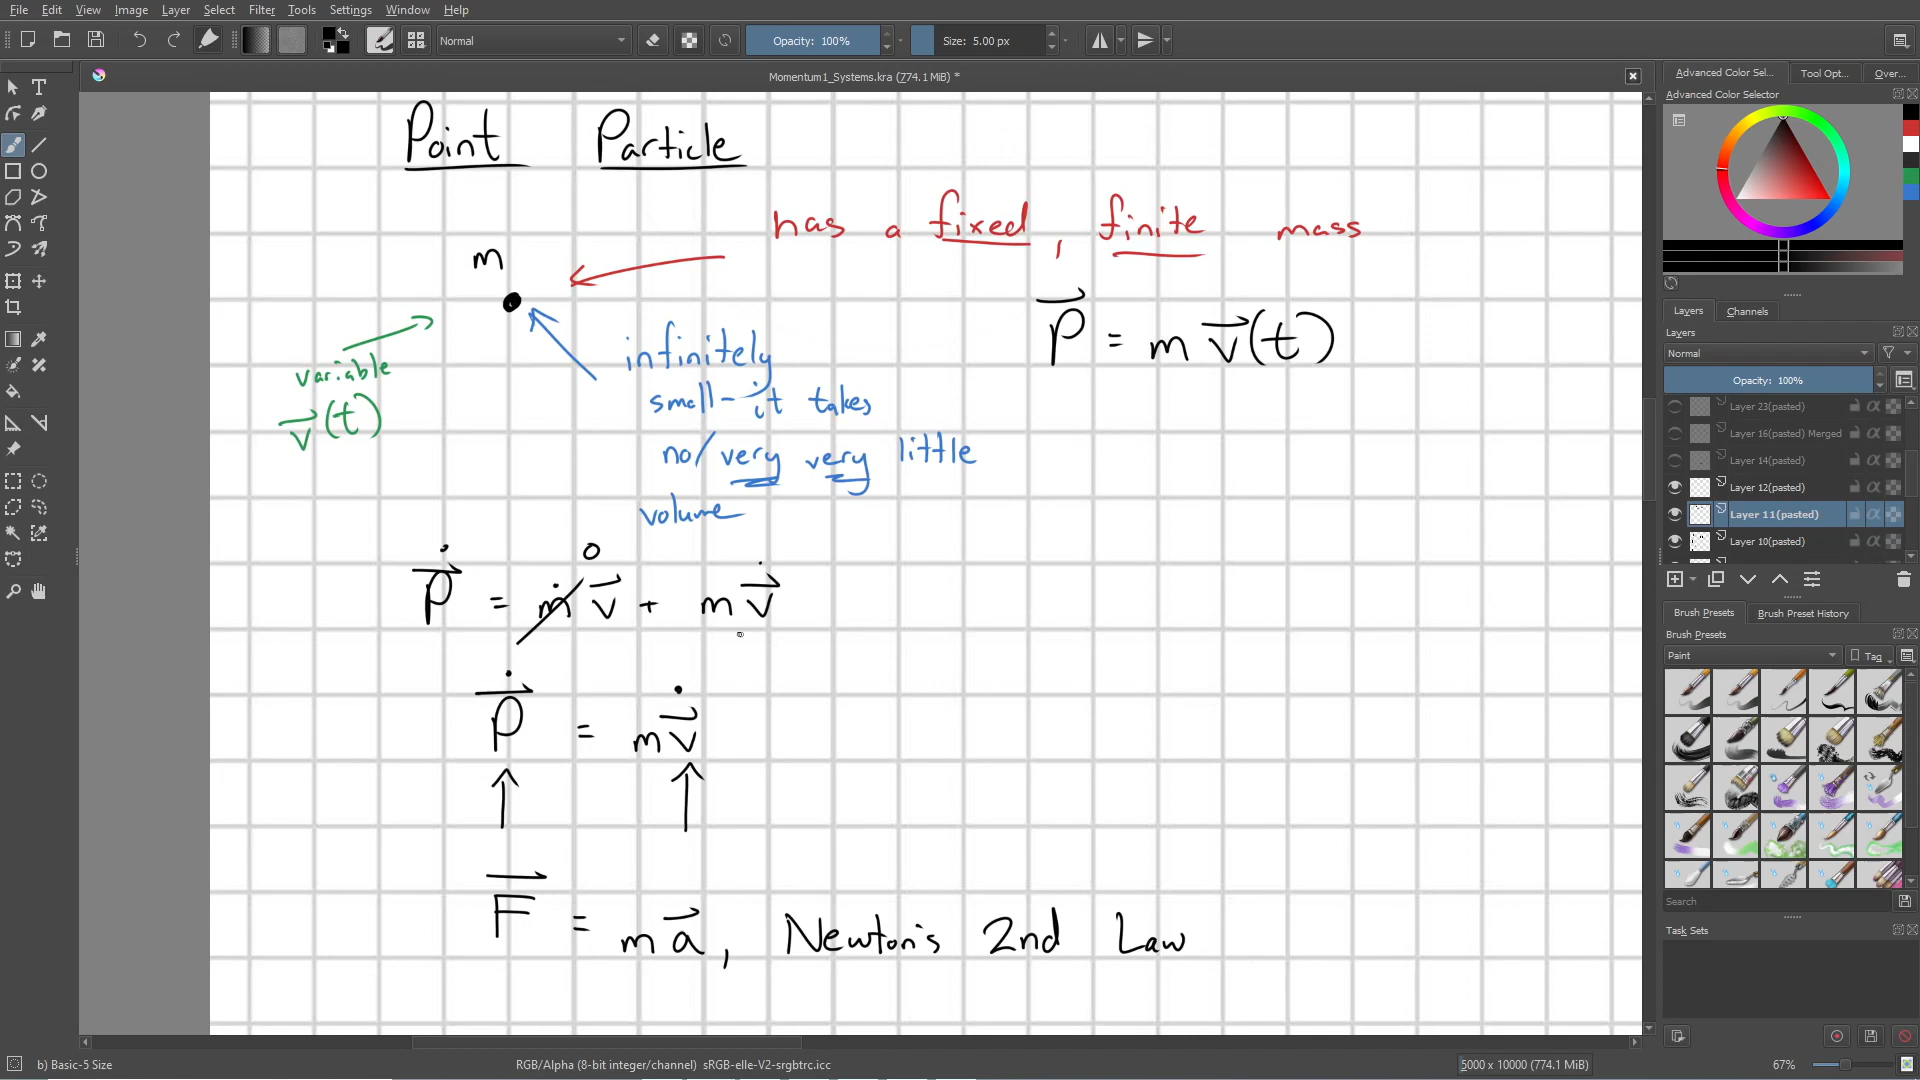 File Edit View Image Layer Select Filter Tools Settings Window Help
Normal
Opacity: 100%
Size: 5.00 px
Momentum1_Systems.kra (774.1 MiB) *
Point Particle
has a fixed, finite mass
m
P = m v(t)
variable
v(t)
infinitely
small - it takes
no/very very little
volume
0
P = ṁ v + m v
P = m v
F = m a, Newton's 2nd Law
Advanced Color Sel...
Tool Opt...
Over...
Advanced Color Selector
Layers
Channels
Layers
Normal
Opacity: 100%
Layer 23(pasted)
Layer 16(pasted) Merged
Layer 14(pasted)
Layer 12(pasted)
Layer 11(pasted)
Layer 10(pasted)
Brush Presets
Brush Preset History
Brush Presets
Paint
Tag
Search
Task Sets
b) Basic-5 Size
RGB/Alpha (8-bit integer/channel) sRGB-elle-V2-srgbtrc.icc
5000 x 10000 (774.1 MiB)
67%